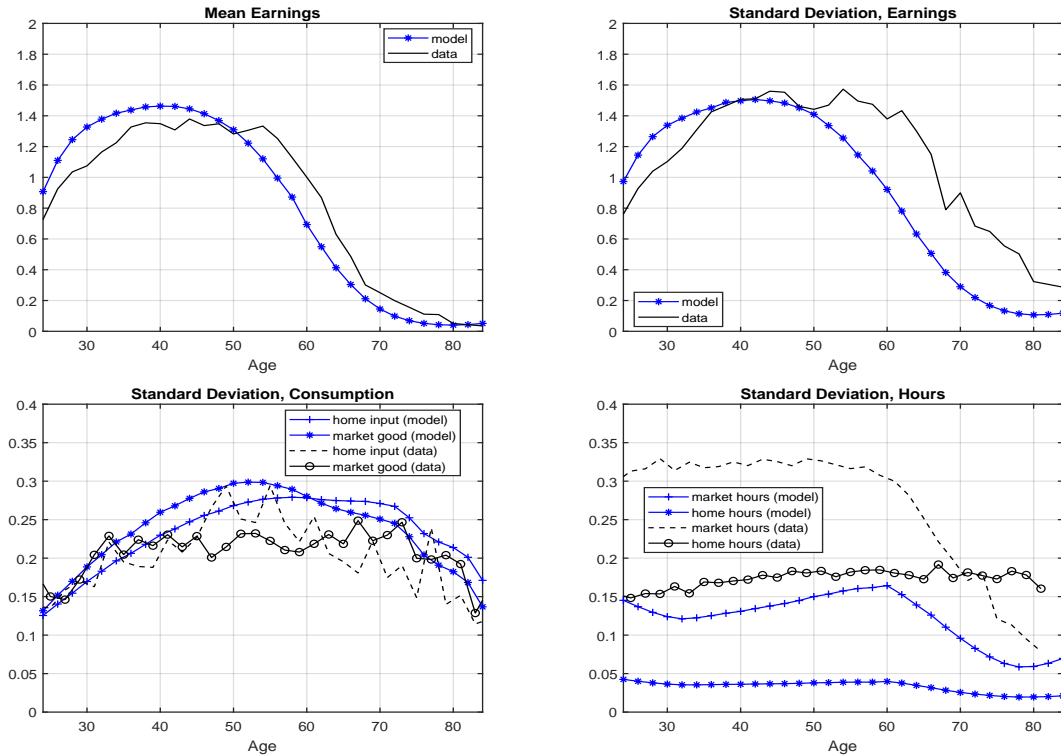 Mean Earnings
2
1.8
1.6
1.4
1.2
1
0.8
0.6
0.4
0.2
0
30 40 50 60 70 80
Age
model
data
Standard Deviation, Earnings
2
1.8
1.6
1.4
1.2
1
0.8
0.6
0.4
0.2
0
30 40 50 60 70 80
Age
model
data
Standard Deviation, Consumption
0.4
0.35
0.3
0.25
0.2
0.15
0.1
0.05
0
30 40 50 60 70 80
Age
home input (model)
market good (model)
home input (data)
market good (data)
Standard Deviation, Hours
0.4
0.35
0.3
0.25
0.2
0.15
0.1
0.05
0
30 40 50 60 70 80
Age
market hours (model)
home hours (model)
market hours (data)
home hours (data)